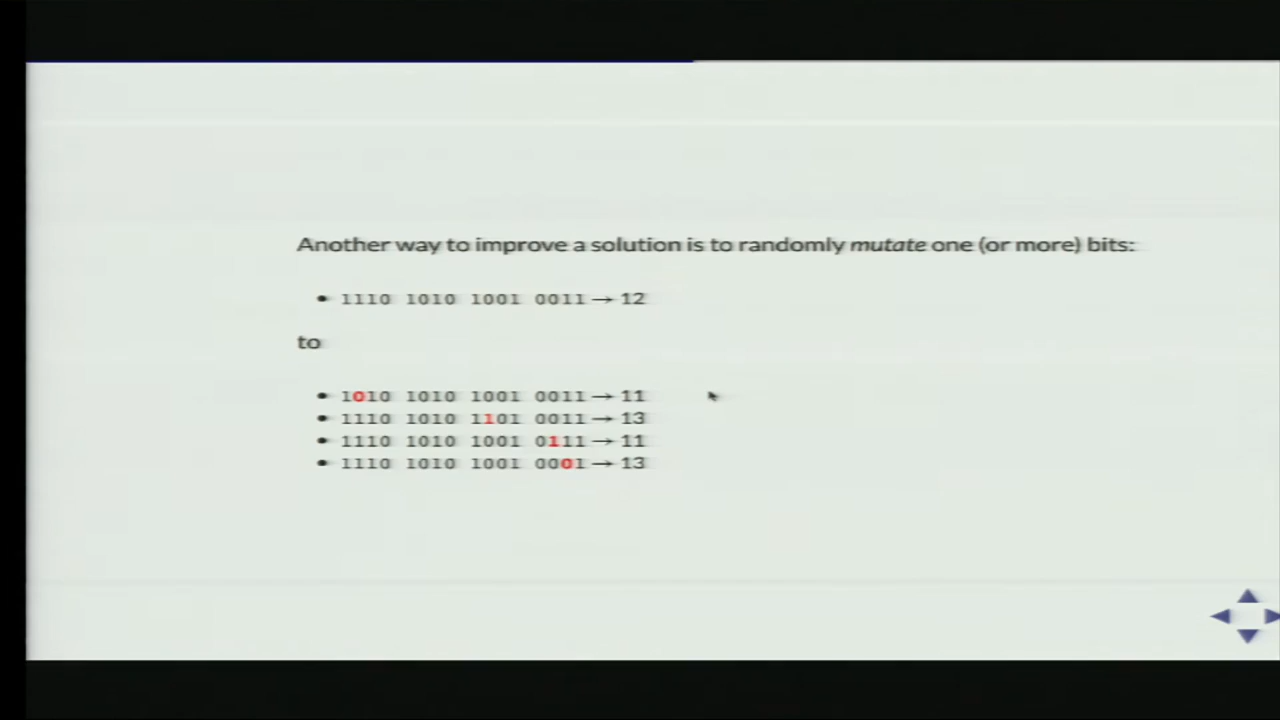 Another way to improve a solution is to randomly mutate one (or more) bits:
• 1110 1010 1001 0011 → 12
to
• 1010 1010 1001 0011 → 11
• 1110 1010 1101 0011 → 13
• 1110 1010 1001 0111 → 11
• 1110 1010 1001 0001 → 13